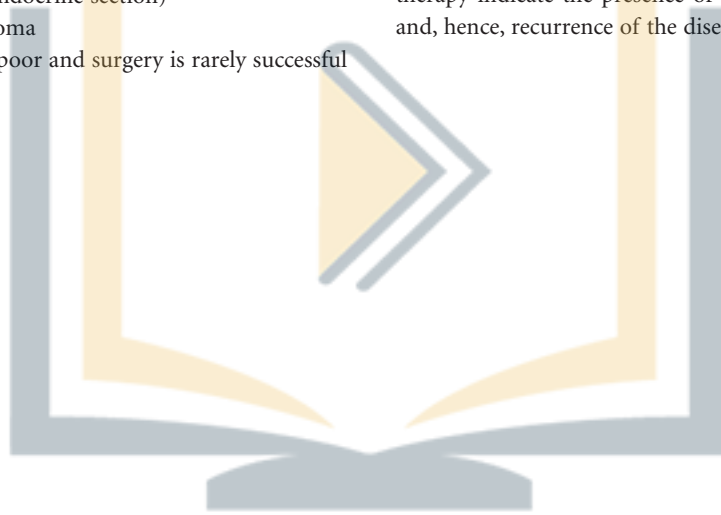 endocrine section)
oma
poor and surgery is rarely successful
therapy indicate the presence of
and, hence, recurrence of the dise